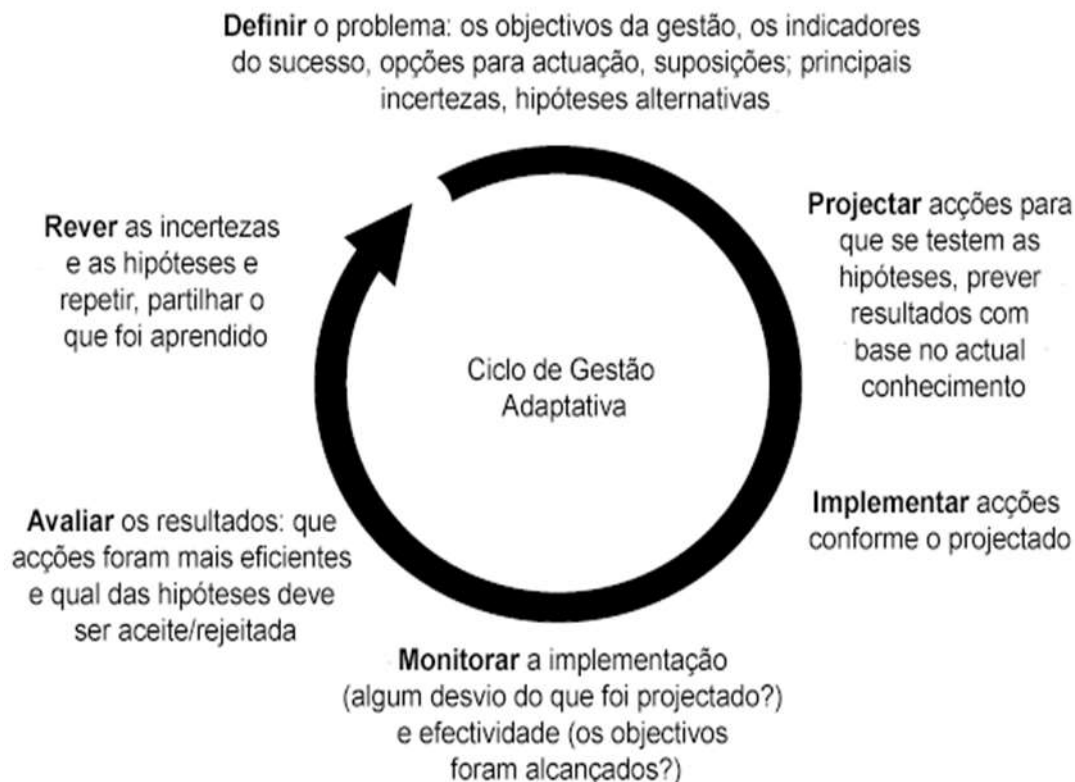 Definir o problema: os objectivos da gestão, os indicadores
do sucesso, opções para actuação, suposições; principais
incertezas, hipóteses alternativas
Projectar acções para
que se testem as
hipóteses, prever
resultados com
base no actual
conhecimento
Implementar acções
conforme o projectado
Monitorar a implementação
(algum desvio do que foi projectado?)
e efectividade (os objectivos
foram alcançados?)
Avaliar os resultados: que
acções foram mais eficientes
e qual das hipóteses deve
ser aceite/rejeitada
Rever as incertezas
e as hipóteses e
repetir, partilhar o
que foi aprendido
Ciclo de Gestão
Adaptativa